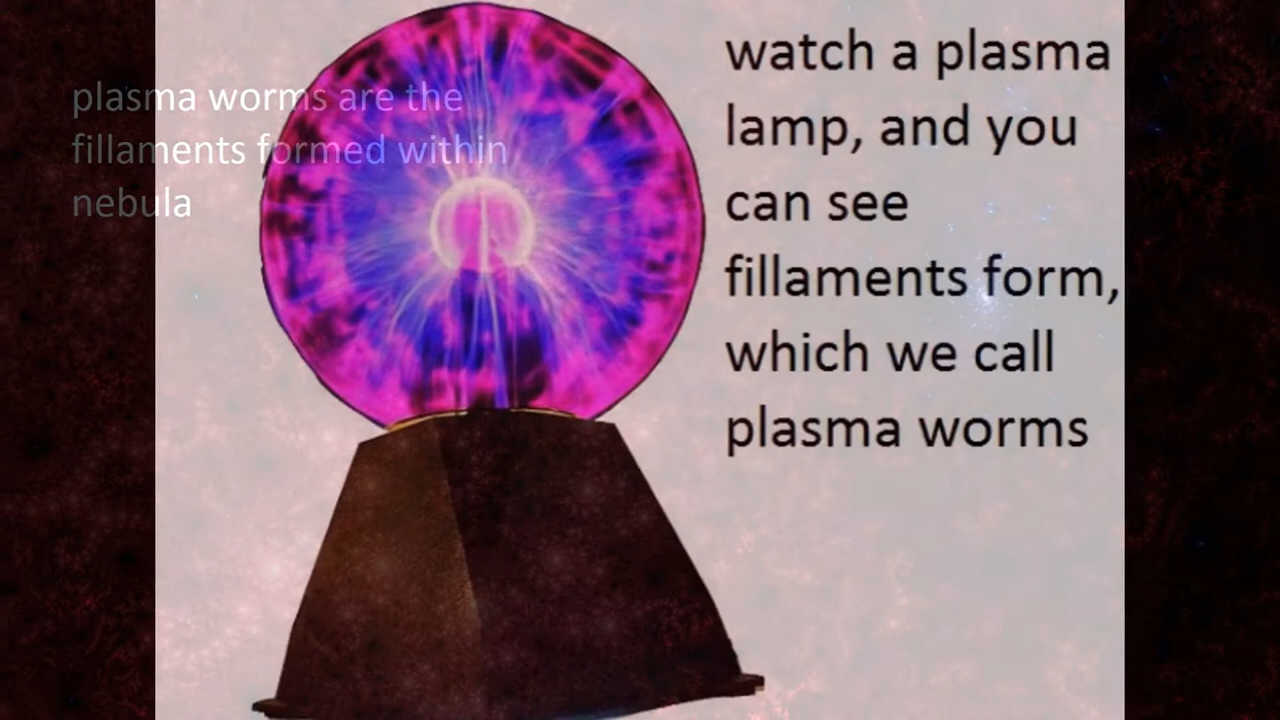 plasma worms are the
fillaments formed within
nebula
watch a plasma
lamp, and you
can see
fillaments form,
which we call
plasma worms